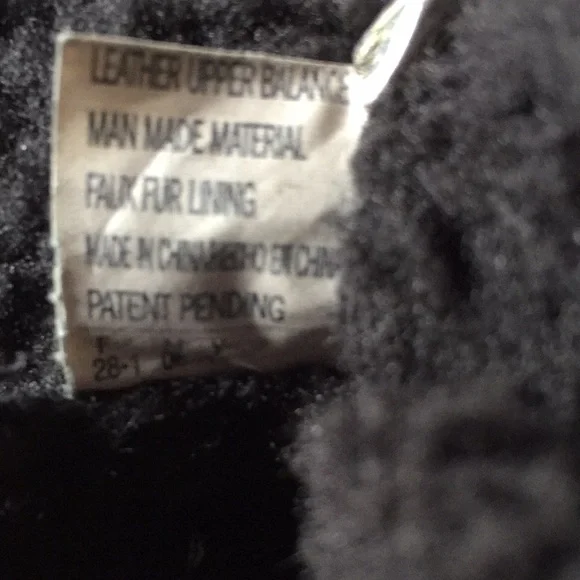 LEATHER UPPER BALANCE
MAN MADE MATERIAL
FAUX FUR LINING
MADE IN CHINA/HECHO EN CHINA
PATENT PENDING
28-1